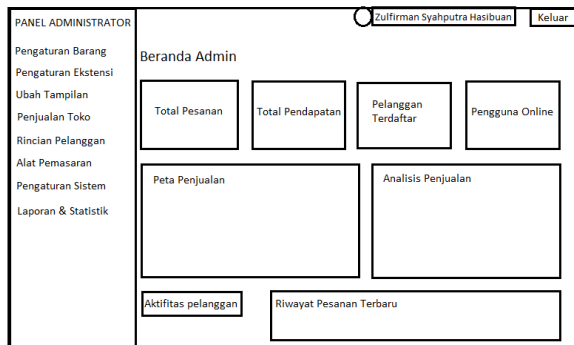 PANEL ADMINISTRATOR
Zulfirman Syahputra Hasibuan
Keluar
Pengaturan Barang
Pengaturan Ekstensi
Ubah Tampilan
Penjualan Toko
Rincian Pelanggan
Alat Pemasaran
Pengaturan Sistem
Laporan & Statistik
Beranda Admin
Total Pesanan
Total Pendapatan
Pelanggan
Terdaftar
Pengguna Online
Peta Penjualan
Analisis Penjualan
Aktifitas pelanggan
Riwayat Pesanan Terbaru